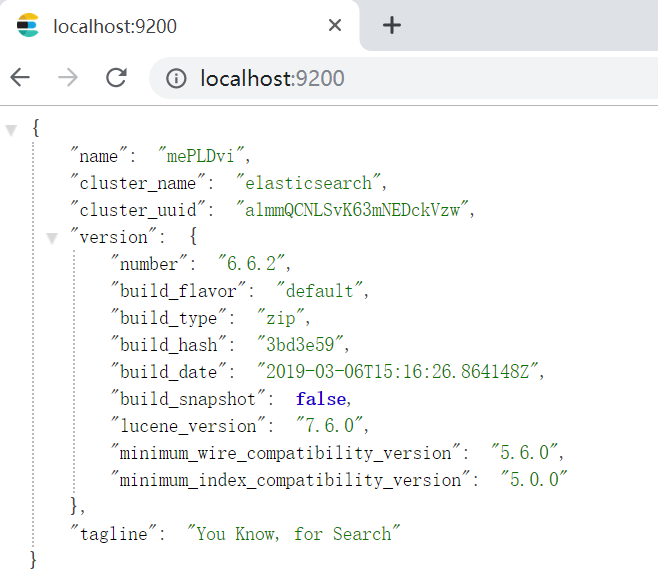 localhost:9200
localhost:9200
{
"name": "mePLDvi",
"cluster_name": "elasticsearch",
"cluster_uuid": "almmQCNLSvK63mNEDckVzw",
"version": {
"number": "6.6.2",
"build_flavor": "default",
"build_type": "zip",
"build_hash": "3bd3e59",
"build_date": "2019-03-06T15:16:26.864148Z",
"build_snapshot": false,
"lucene_version": "7.6.0",
"minimum_wire_compatibility_version": "5.6.0",
"minimum_index_compatibility_version": "5.0.0"
},
"tagline": "You Know, for Search"
}